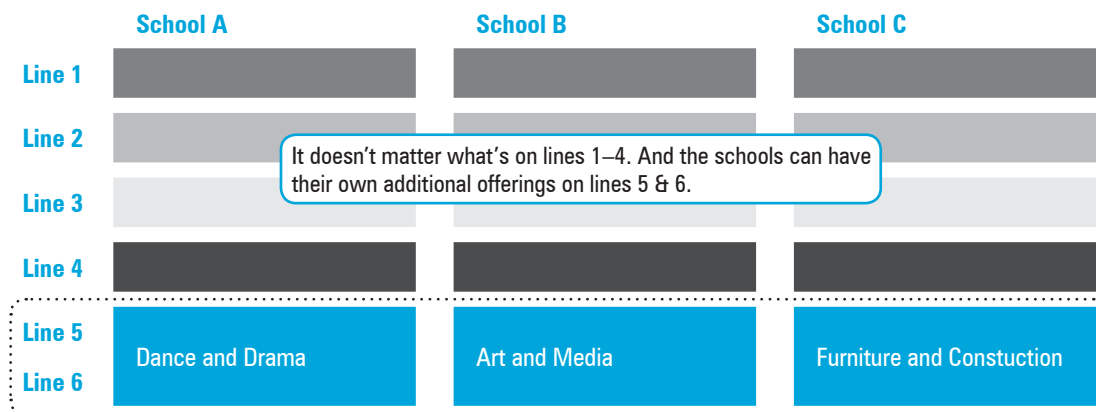 School A School B School C
Line 1
Line 2
It doesn't matter what's on lines 1–4. And the schools can have
their own additional offerings on lines 5 & 6.
Line 3
Line 4
Line 5
Dance and Drama Art and Media Furniture and Constuction
Line 6